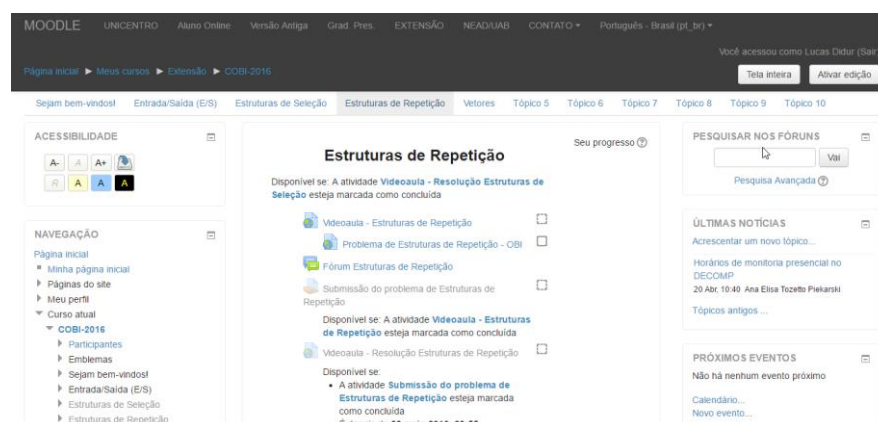 MOODLE UNICENTRO Aluno Online Versão Antiga Grad. Pres. EXTENSÃO NEAD/UAB CONTATO Português - Brasil (pt_br)
Você acessou como Lucas Didur (Sair)
Página inicial Meus cursos Extensão COBI-2016
Tela inteira Ativar edição
Sejam bem-vindos! Entrada/Saída (E/S) Estruturas de Seleção Estruturas de Repetição Vetores Tópico 5 Tópico 6 Tópico 7 Tópico 8 Tópico 9 Tópico 10
ACESSIBILIDADE
A- A A+
R A A A
NAVEGAÇÃO
Página inicial
Minha página inicial
Páginas do site
Meu perfil
Curso atual
COBI-2016
Participantes
Emblemas
Sejam bem-vindos!
Entrada/Saída (E/S)
Estruturas de Seleção
Estruturas de Repetição
Seu progresso
Estruturas de Repetição
Disponível se: A atividade Videoaula - Resolução Estruturas de
Seleção esteja marcada como concluída
Videoaula - Estruturas de Repetição
Problema de Estruturas de Repetição - OBI
Fórum Estruturas de Repetição
Submissão do problema de Estruturas de
Repetição
Disponível se: A atividade Videoaula - Estruturas
de Repetição esteja marcada como concluída
Videoaula - Resolução Estruturas de Repetição
Disponível se:
A atividade Submissão do problema de
Estruturas de Repetição esteja marcada
como concluída
PESQUISAR NOS FÓRUNS
Vai
Pesquisa Avançada
ÚLTIMAS NOTÍCIAS
Acrescentar um novo tópico...
Horários de monitoria presencial no
DECOMP
20 Abr, 10:40 Ana Elisa Tozetto Piekarski
Tópicos antigos ...
PRÓXIMOS EVENTOS
Não há nenhum evento próximo
Calendário...
Novo evento...